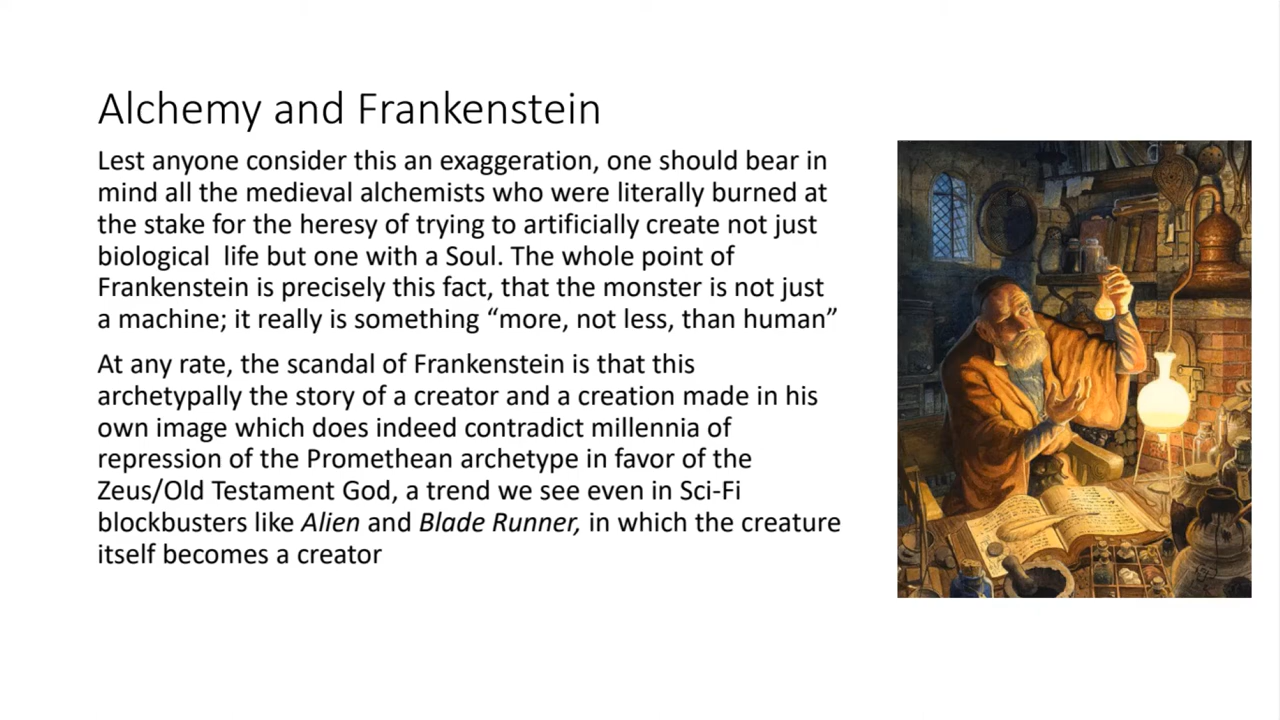 Alchemy and Frankenstein
Lest anyone consider this an exaggeration, one should bear in
mind all the medieval alchemists who were literally burned at
the stake for the heresy of trying to artificially create not just
biological  life but one with a Soul. The whole point of
Frankenstein is precisely this fact, that the monster is not just
a machine; it really is something “more, not less, than human”
At any rate, the scandal of Frankenstein is that this
archetypally the story of a creator and a creation made in his
own image which does indeed contradict millennia of
repression of the Promethean archetype in favor of the
Zeus/Old Testament God, a trend we see even in Sci-Fi
blockbusters like Alien and Blade Runner, in which the creature
itself becomes a creator